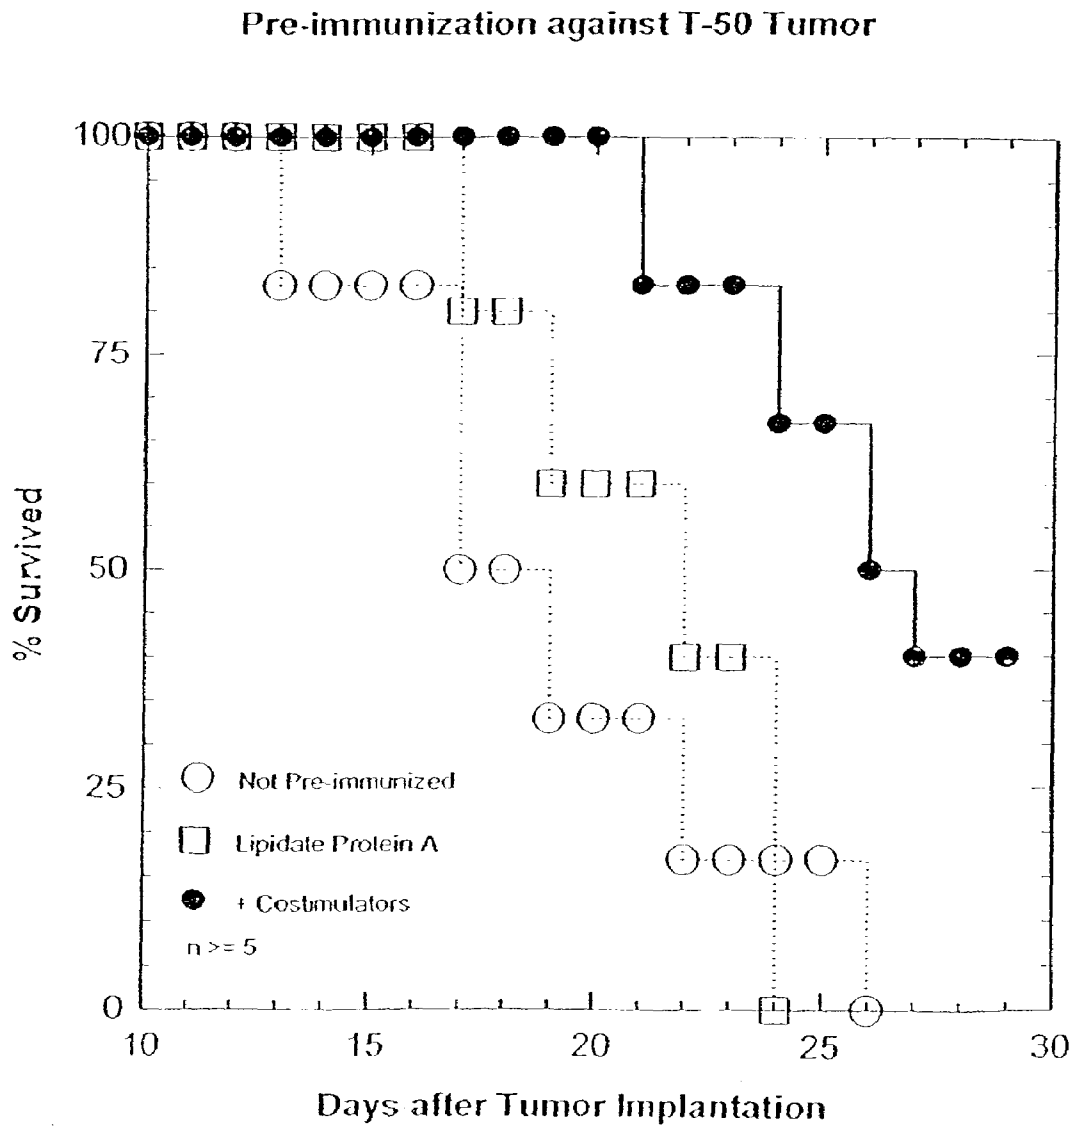 Pre-immunization against T-50 Tumor
100
75
50
25
0
% Survived
Not Pre-immunized
Lipidate Protein A
+ Costimulators
n >= 5
10 15 20 25 30
Days after Tumor Implantation